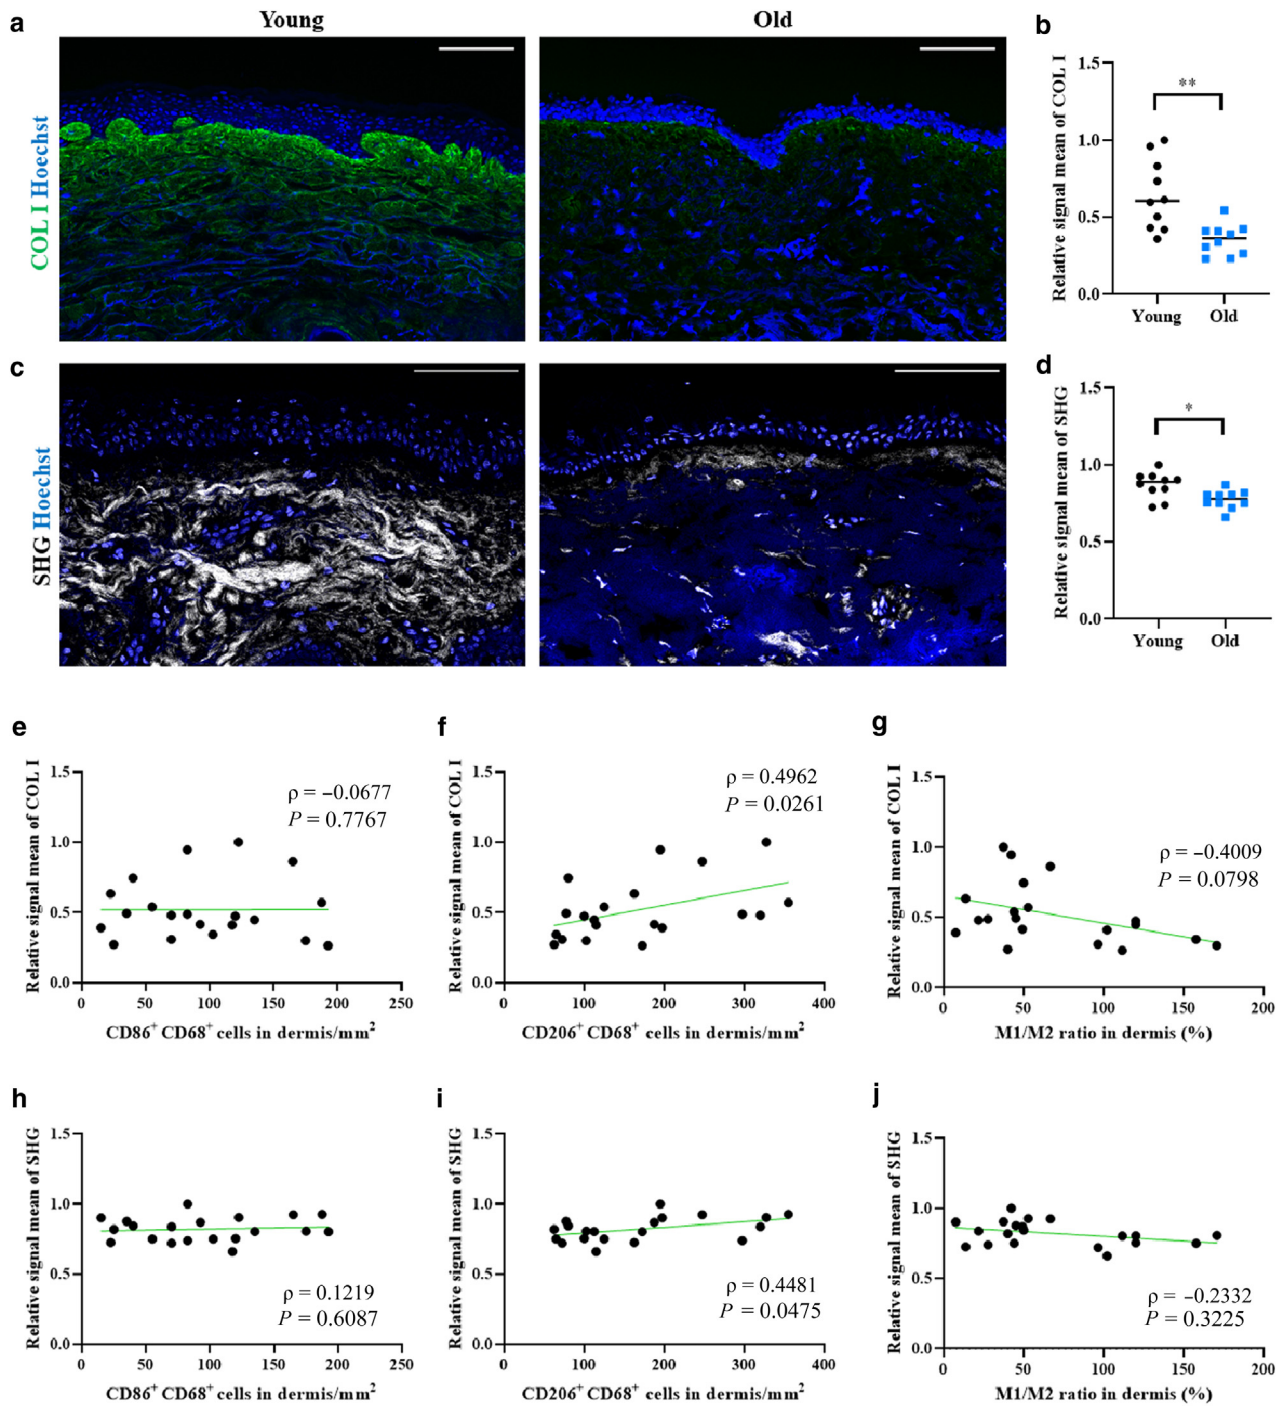 a
Young
Old
COL I Hoechst
b
Relative signal mean of COL I
1.5
1.0
0.5
0.0
**
Young
Old
c
SHG Hoechst
d
Relative signal mean of SHG
1.5
1.0
0.5
0.0
*
Young
Old
e
Relative signal mean of COL I
1.5
1.0
0.5
0.0
ρ = −0.0677
P = 0.7767
0 50 100 150 200 250
CD86⁺ CD68⁺ cells in dermis/mm²
f
Relative signal mean of COL I
1.5
1.0
0.5
0.0
ρ = 0.4962
P = 0.0261
0 100 200 300 400
CD206⁺ CD68⁺ cells in dermis/mm²
g
Relative signal mean of COL I
1.5
1.0
0.5
0.0
ρ = −0.4009
P = 0.0798
0 50 100 150 200
M1/M2 ratio in dermis (%)
h
Relative signal mean of SHG
1.5
1.0
0.5
0.0
ρ = 0.1219
P = 0.6087
0 50 100 150 200 250
CD86⁺ CD68⁺ cells in dermis/mm²
i
Relative signal mean of SHG
1.5
1.0
0.5
0.0
ρ = 0.4481
P = 0.0475
0 100 200 300 400
CD206⁺ CD68⁺ cells in dermis/mm²
j
Relative signal mean of SHG
1.5
1.0
0.5
0.0
ρ = −0.2332
P = 0.3225
0 50 100 150 200
M1/M2 ratio in dermis (%)